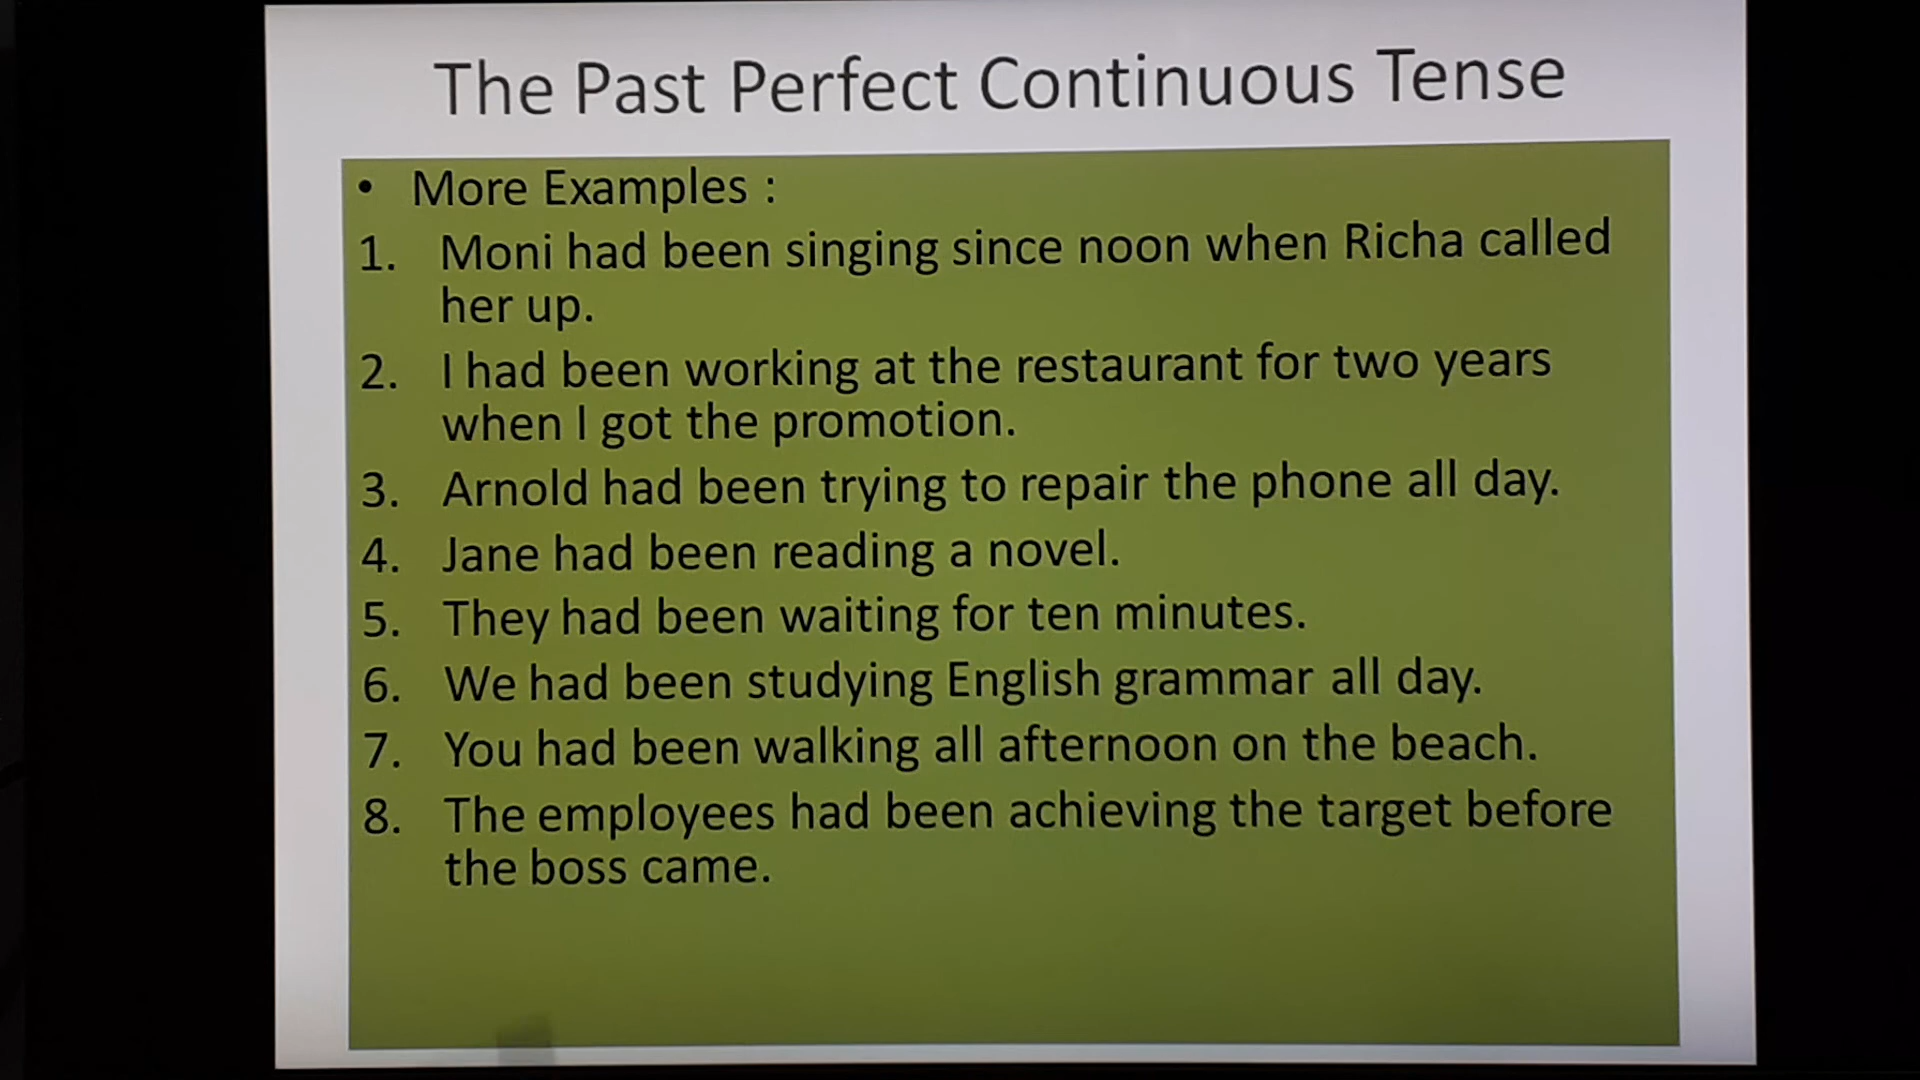 The Past Perfect Continuous Tense
• More Examples :
1. Moni had been singing since noon when Richa called
her up.
2. I had been working at the restaurant for two years
when I got the promotion.
3. Arnold had been trying to repair the phone all day.
4. Jane had been reading a novel.
5. They had been waiting for ten minutes.
6. We had been studying English grammar all day.
7. You had been walking all afternoon on the beach.
8. The employees had been achieving the target before
the boss came.